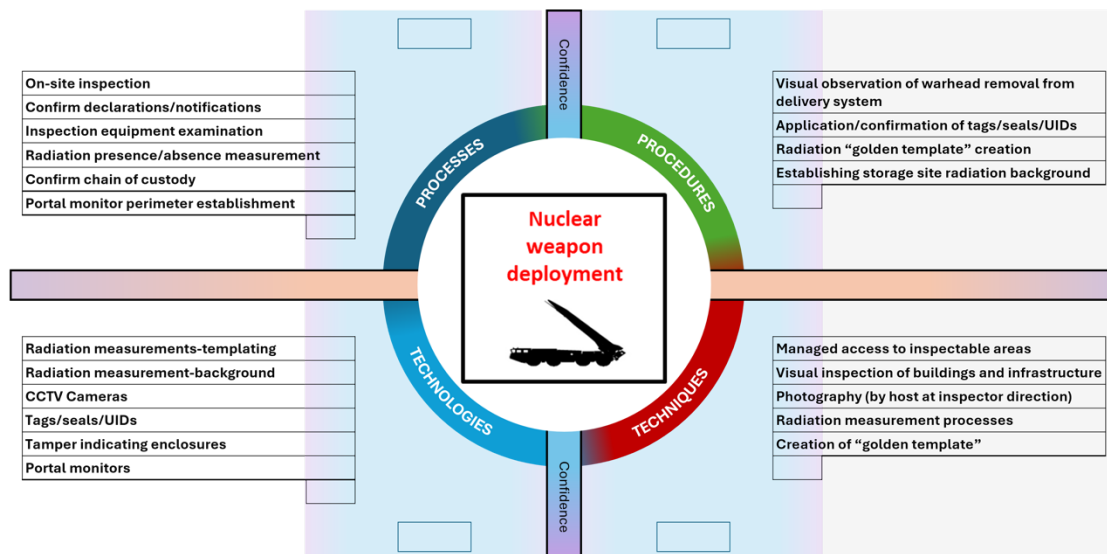 Confidence
On-site inspection
Confirm declarations/notifications
Inspection equipment examination
Radiation presence/absence measurement
Confirm chain of custody
Portal monitor perimeter establishment
Visual observation of warhead removal from
delivery system
Application/confirmation of tags/seals/UIDs
Radiation “golden template” creation
Establishing storage site radiation background
PROCESSES
PROCEDURES
Nuclear
weapon
deployment
TECHNOLOGIES
TECHNIQUES
Radiation measurements-templating
Radiation measurement-background
CCTV Cameras
Tags/seals/UIDs
Tamper indicating enclosures
Portal monitors
Managed access to inspectable areas
Visual inspection of buildings and infrastructure
Photography (by host at inspector direction)
Radiation measurement processes
Creation of “golden template”
Confidence